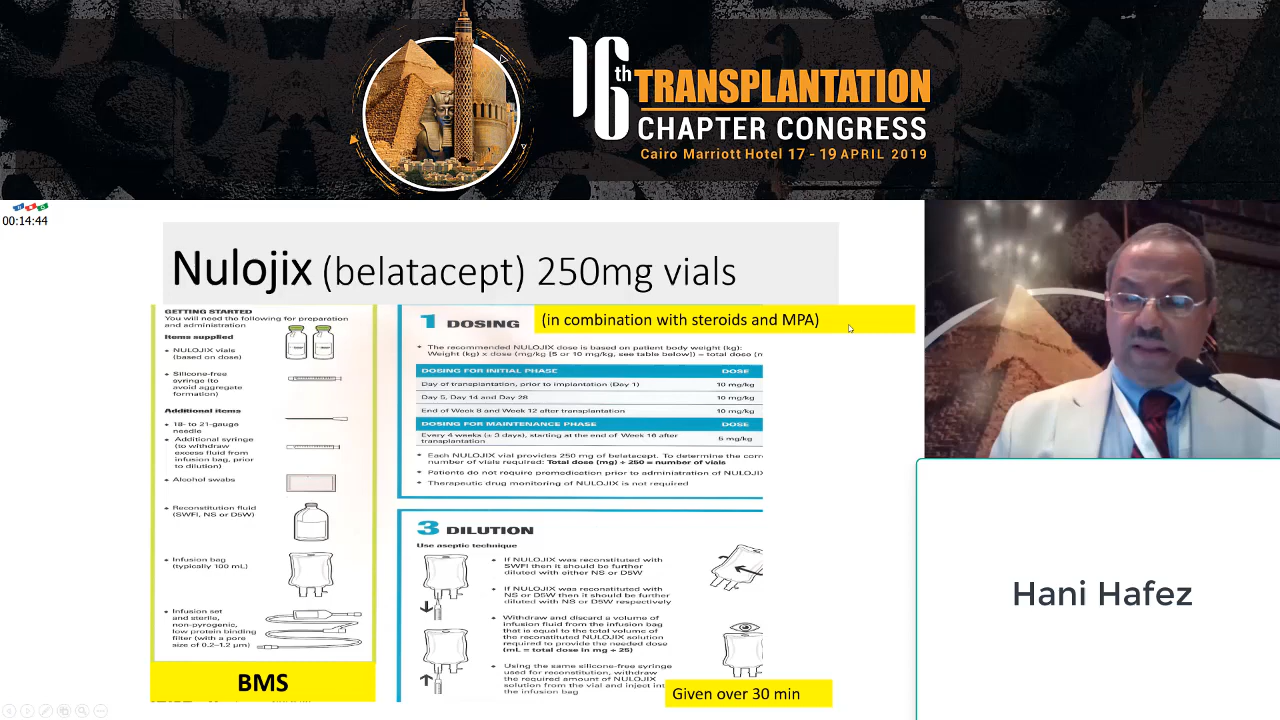 16th TRANSPLANTATION
CHAPTER CONGRESS
Cairo Marriott Hotel 17 - 19 APRIL 2019
00:14:44
Nulojix (belatacept) 250mg vials
GETTING STARTED
You will need the following for preparation
and administration
Items supplied
• NULOJIX vials
(based on dose)
• Silicone-free
syringe (to
avoid aggregate
formation)
Additional items
• 18- to 21-gauge
needle
• Additional syringe
(to withdraw
excess fluid from
infusion bag, prior
to dilution)
• Alcohol swabs
• Reconstitution fluid
(SWFI, NS or D5W)
• Infusion bag
(typically 100 mL)
• Infusion set
and sterile,
non-pyrogenic,
low protein binding
filter (with a pore
size of 0.2–1.2 µm)
BMS
1 DOSING
(in combination with steroids and MPA)
• The recommended NULOJIX dose is based on patient body weight (kg):
Weight (kg) x dose (mg/kg [5 or 10 mg/kg, see table below]) = total dose (m
DOSING FOR INITIAL PHASE DOSE
Day of transplantation, prior to implantation (Day 1) 10 mg/kg
Day 5, Day 14 and Day 28 10 mg/kg
End of Week 8 and Week 12 after transplantation 10 mg/kg
DOSING FOR MAINTENANCE PHASE DOSE
Every 4 weeks (± 3 days), starting at the end of Week 16 after
transplantation 5 mg/kg
• Each NULOJIX vial provides 250 mg of belatacept. To determine the corr
number of vials required: Total dose (mg) ÷ 250 = number of vials
• Patients do not require premedication prior to administration of NULOJI
• Therapeutic drug monitoring of NULOJIX is not required
3 DILUTION
Use aseptic technique
• If NULOJIX was reconstituted with
SWFI then it should be further
diluted with either NS or D5W
• If NULOJIX was reconstituted with
NS or D5W then it should be further
diluted with NS or D5W respectively
• Withdraw and discard a volume of
infusion fluid from the infusion bag
that is equal to the total volume of
the reconstituted NULOJIX solution
required to provide the needed dose
(mL = total dose in mg ÷ 25)
• Using the same silicone-free syringe
used for reconstitution, withdraw
the required amount of NULOJIX
solution from the vial and inject int
the infusion bag
Given over 30 min
Hani Hafez